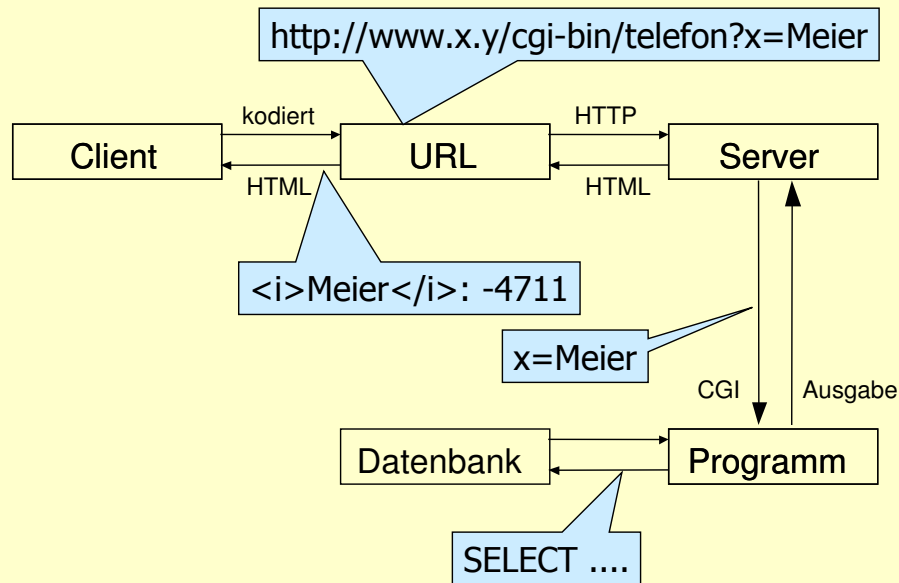 http://www.x.y/cgi-bin/telefon?x=Meier
kodiert
HTTP
Client
URL
Server
HTML
HTML
<i>Meier</i>: -4711
x=Meier
CGI
Ausgabe
Datenbank
Programm
SELECT ....